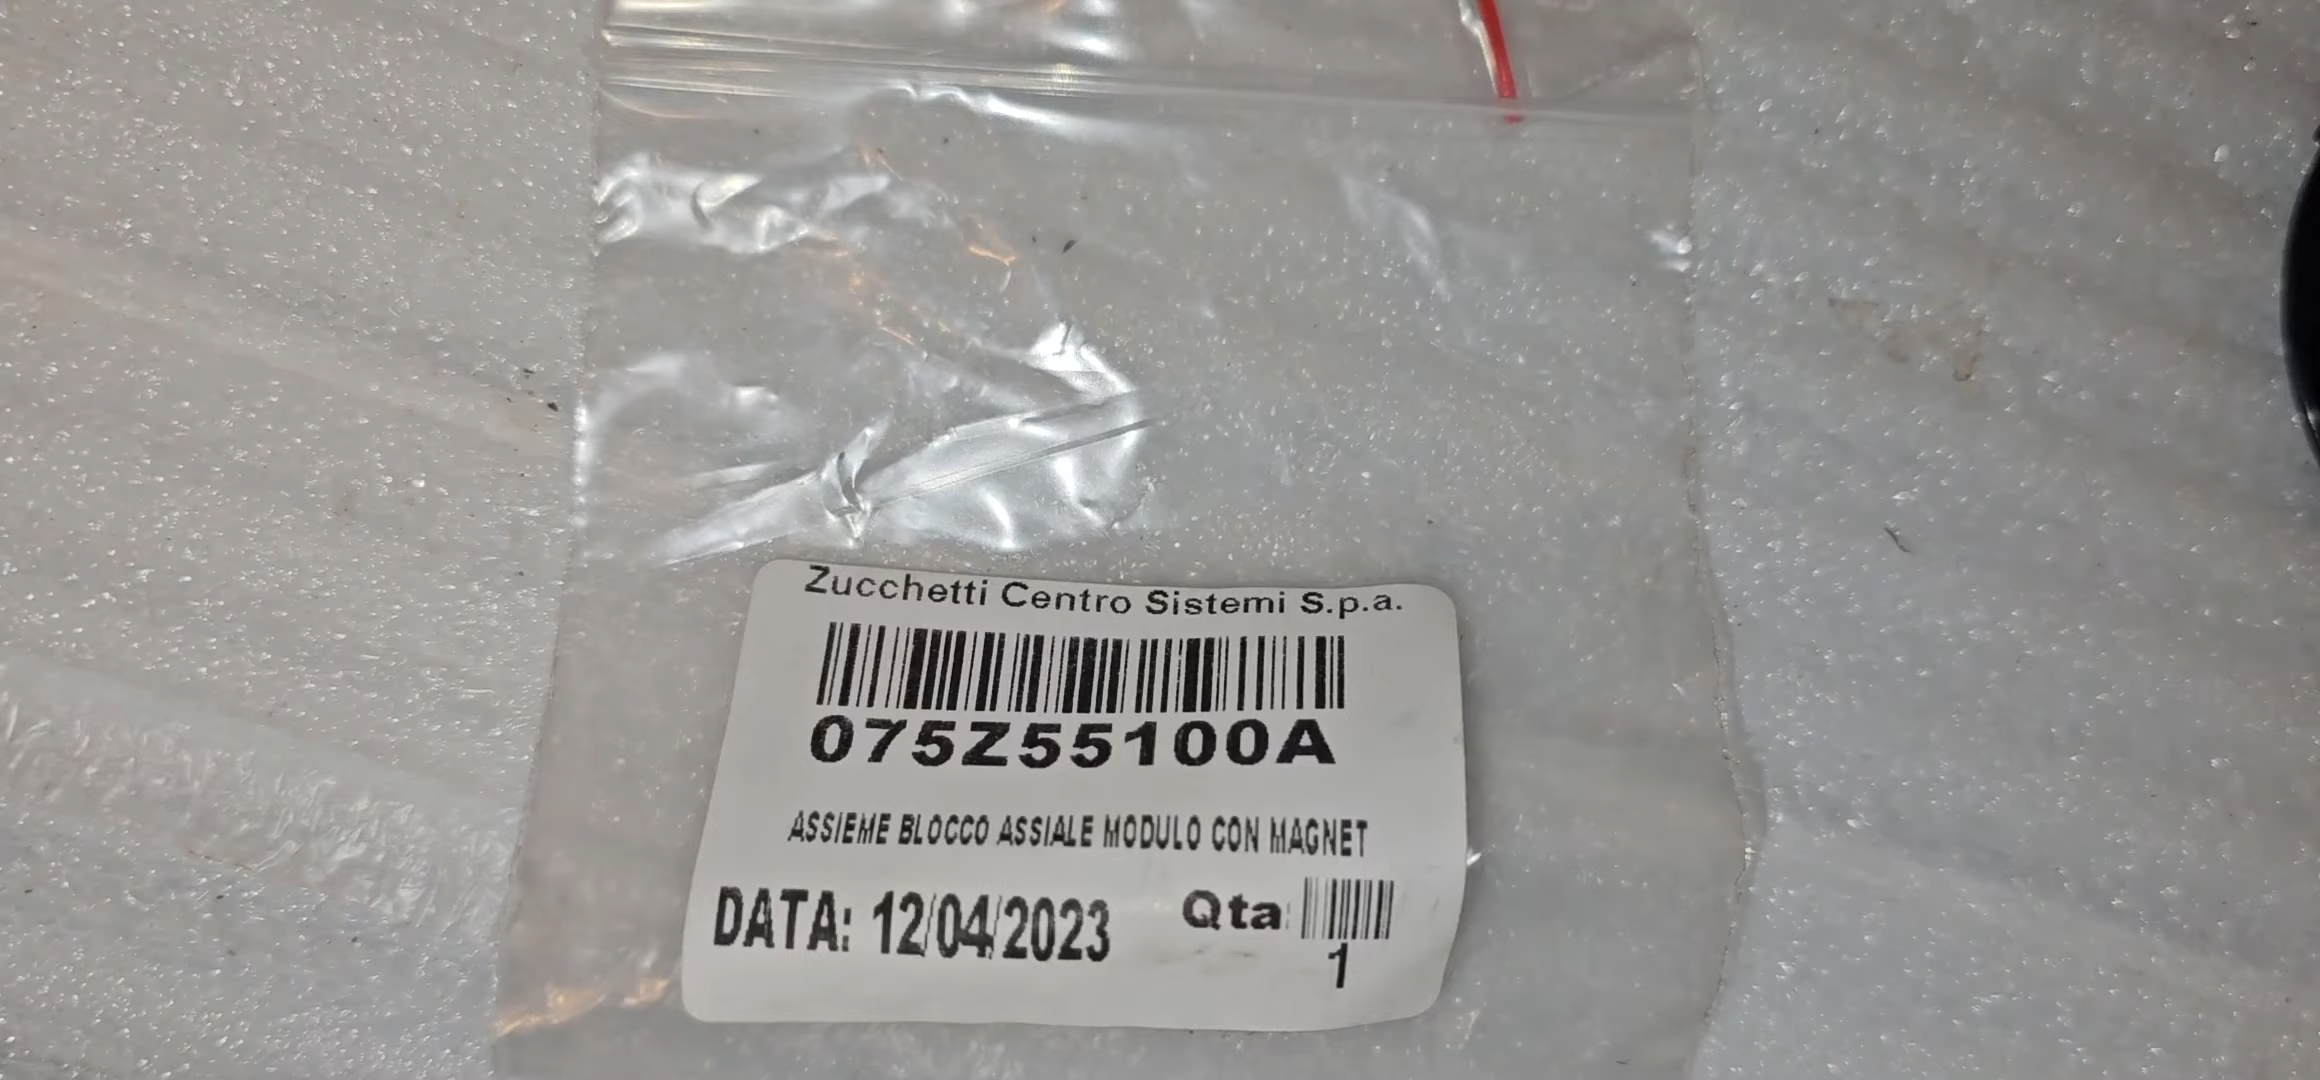 Zucchetti Centro Sistemi S.p.a.
075Z55100A
ASSIEME BLOCCO ASSIALE MODULO CON MAGNET
DATA: 12/04/2023 Qta:
1